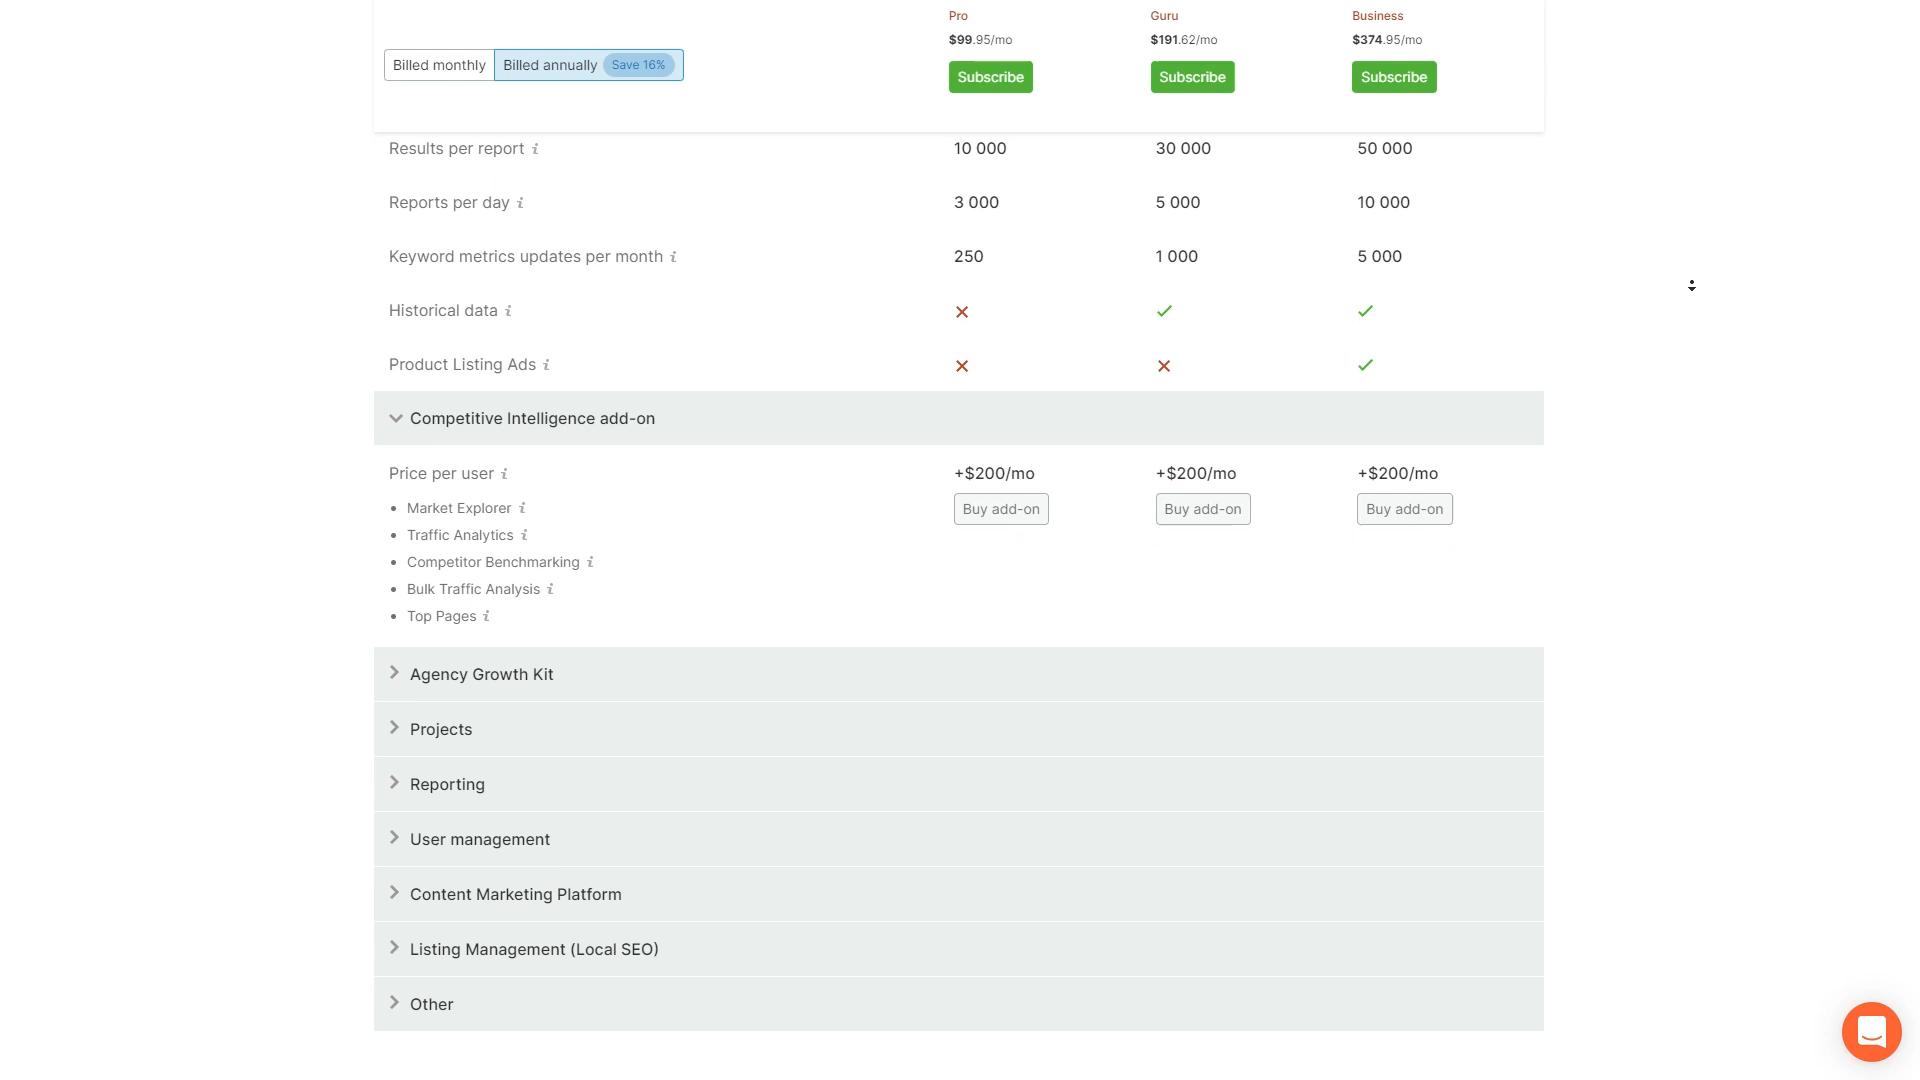 Pro Guru Business
$99.95/mo $191.62/mo $374.95/mo
Billed monthly Billed annually Save 16%
Subscribe Subscribe Subscribe
Results per report i 10 000 30 000 50 000
Reports per day i 3 000 5 000 10 000
Keyword metrics updates per month i 250 1 000 5 000
Historical data i
Product Listing Ads i
Competitive Intelligence add-on
Price per user i +$200/mo +$200/mo +$200/mo
Market Explorer i Buy add-on Buy add-on Buy add-on
Traffic Analytics i
Competitor Benchmarking i
Bulk Traffic Analysis i
Top Pages i
Agency Growth Kit
Projects
Reporting
User management
Content Marketing Platform
Listing Management (Local SEO)
Other